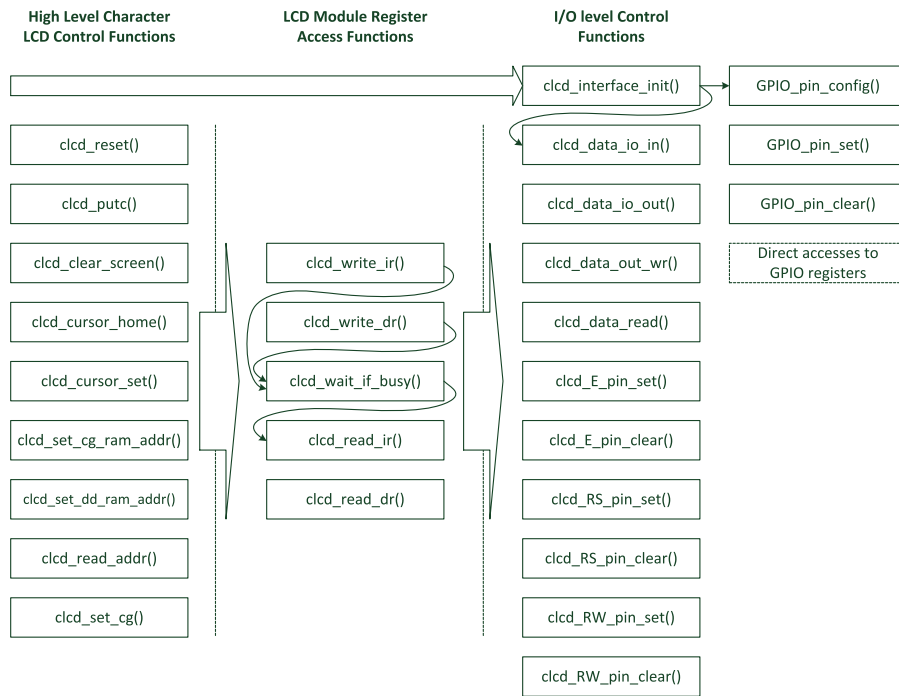 High Level Character
LCD Control Functions
LCD Module Register
Access Functions
I/O level Control
Functions
clcd_interface_init()
GPIO_pin_config()
clcd_reset()
clcd_data_io_in()
GPIO_pin_set()
clcd_putc()
clcd_data_io_out()
GPIO_pin_clear()
clcd_clear_screen()
clcd_write_ir()
clcd_data_out_wr()
Direct accesses to
GPIO registers
clcd_cursor_home()
clcd_write_dr()
clcd_data_read()
clcd_cursor_set()
clcd_wait_if_busy()
clcd_E_pin_set()
clcd_set_cg_ram_addr()
clcd_read_ir()
clcd_E_pin_clear()
clcd_set_dd_ram_addr()
clcd_read_dr()
clcd_RS_pin_set()
clcd_read_addr()
clcd_RS_pin_clear()
clcd_set_cg()
clcd_RW_pin_set()
clcd_RW_pin_clear()